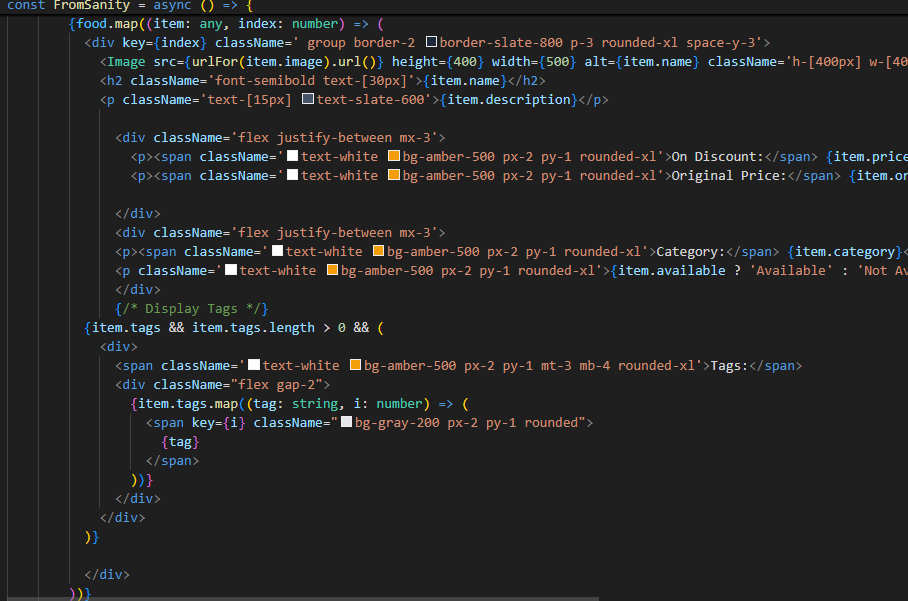 const FromSanity = async () => {
{food.map((item: any, index: number) => (
<div key={index} className=' group border-2 border-slate-800 p-3 rounded-xl space-y-3'>
<Image src={urlFor(item.image).url()} height={400} width={500} alt={item.name} className='h-[400px] w-[40
<h2 className='font-semibold text-[30px]'>{item.name}</h2>
<p className='text-[15px] text-slate-600'>{item.description}</p>
<div className='flex justify-between mx-3'>
<p><span className='text-white bg-amber-500 px-2 py-1 rounded-xl'>On Discount:</span> {item.price
<p><span className='text-white bg-amber-500 px-2 py-1 rounded-xl'>Original Price:</span> {item.or
</div>
<div className='flex justify-between mx-3'>
<p><span className='text-white bg-amber-500 px-2 py-1 rounded-xl'>Category:</span> {item.category}<
<p className='text-white bg-amber-500 px-2 py-1 rounded-xl'>{item.available ? 'Available' : 'Not Av
</div>
{/* Display Tags */}
{item.tags && item.tags.length > 0 && (
<div>
<span className='text-white bg-amber-500 px-2 py-1 mt-3 mb-4 rounded-xl'>Tags:</span>
<div className="flex gap-2">
{item.tags.map((tag: string, i: number) => (
<span key={i} className="bg-gray-200 px-2 py-1 rounded">
{tag}
</span>
))}
</div>
</div>
)}
</div>
))}